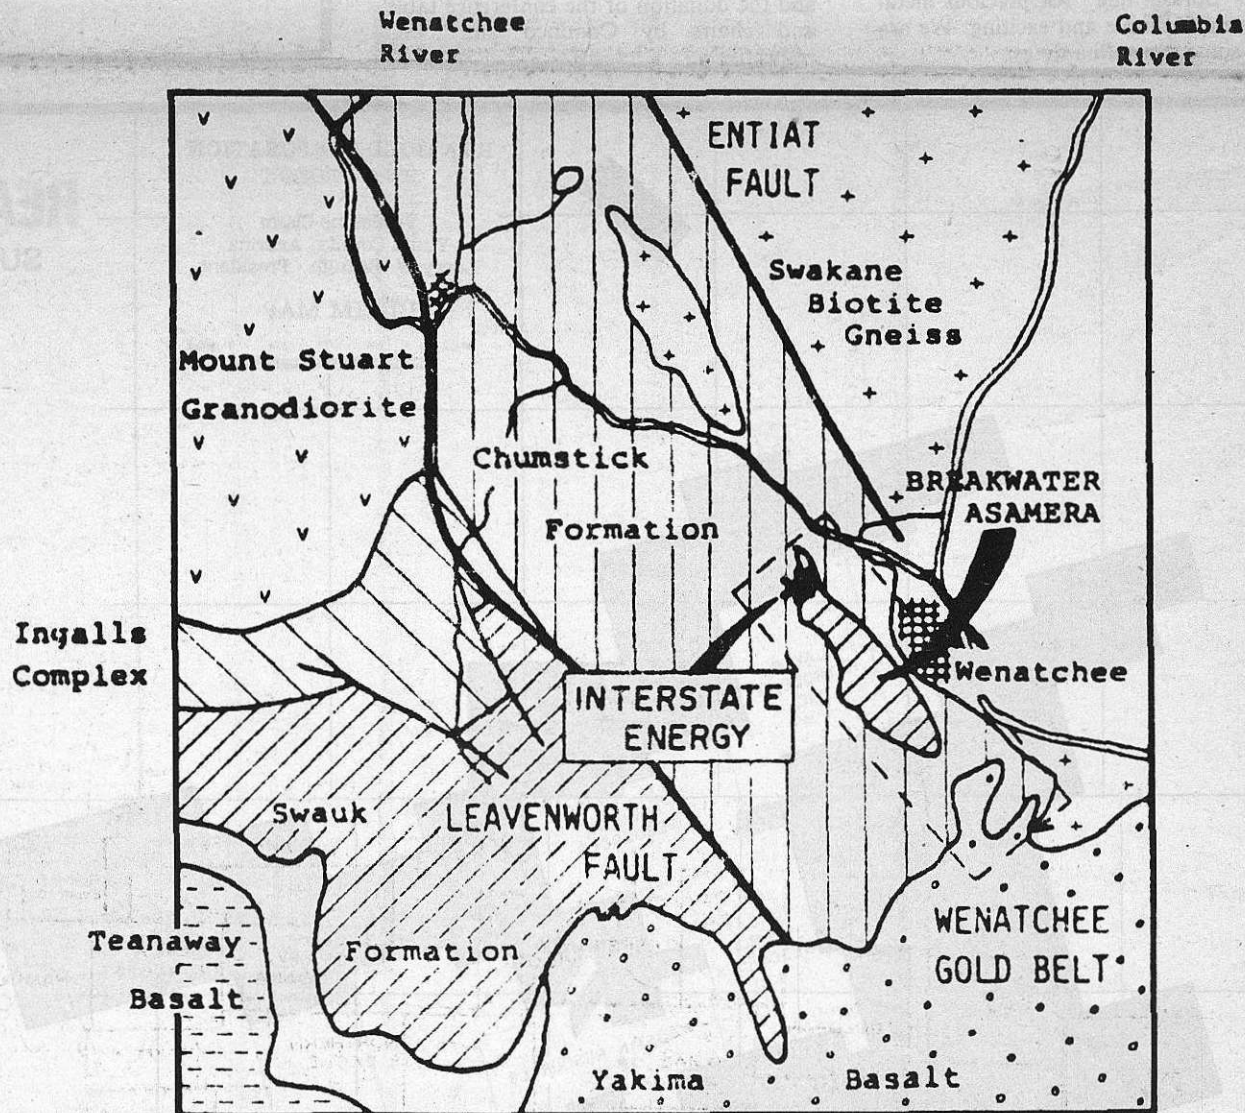 Wenatchee
River
Columbia
River
ENTIAT
FAULT
Swakane
Biotite
Gneiss
Mount Stuart
Granodiorite
Chumstick
Formation
BREAKWATER
ASAMERA
Ingalls
Complex
Wenatchee
INTERSTATE
ENERGY
Swauk
LEAVENWORTH
FAULT
Formation
WENATCHEE
GOLD BELT
Teanaway
Basalt
Yakima Basalt